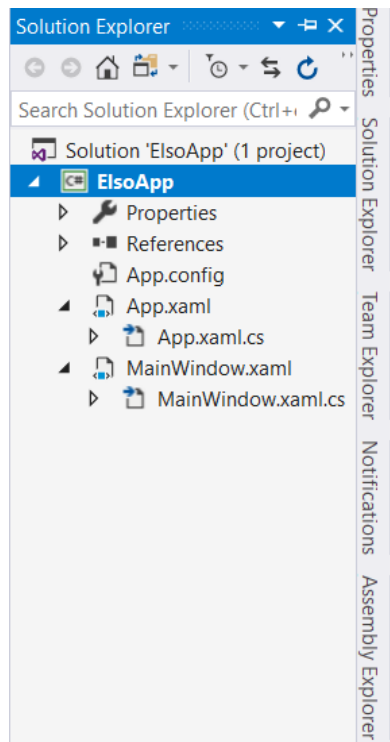 Solution Explorer
Search Solution Explorer (Ctrl+
Solution 'ElsoApp' (1 project)
C# ElsoApp
Properties
References
App.config
App.xaml
App.xaml.cs
MainWindow.xaml
MainWindow.xaml.cs
Properties
Solution Explorer
Team Explorer
Notifications
Assembly Explorer